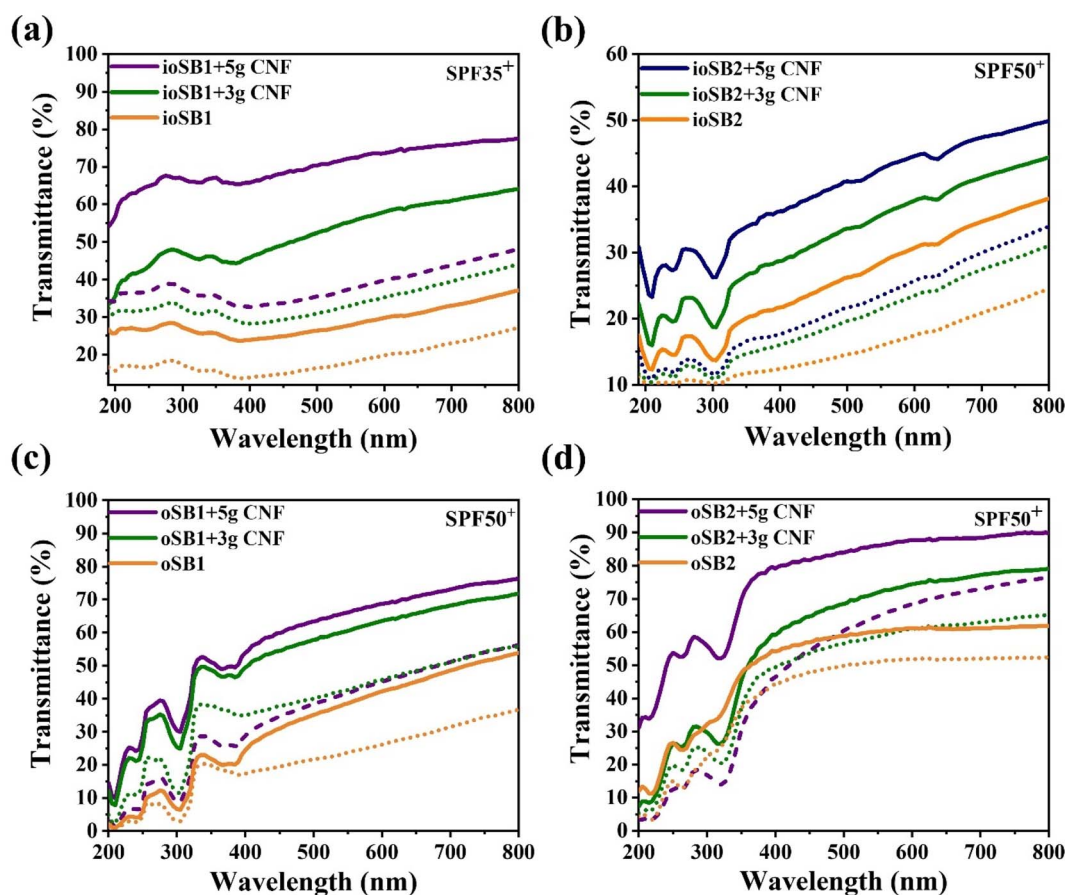 (a)
100
90
80
70
60
50
40
30
20
Transmittance (%)
ioSB1+5g CNF
ioSB1+3g CNF
ioSB1
SPF35+
200 300 400 500 600 700 800
Wavelength (nm)
(b)
60
50
40
30
20
10
Transmittance (%)
ioSB2+5g CNF
ioSB2+3g CNF
ioSB2
SPF50+
200 300 400 500 600 700 800
Wavelength (nm)
(c)
100
90
80
70
60
50
40
30
20
10
0
Transmittance (%)
oSB1+5g CNF
oSB1+3g CNF
oSB1
SPF50+
200 300 400 500 600 700 800
Wavelength (nm)
(d)
100
90
80
70
60
50
40
30
20
10
0
Transmittance (%)
oSB2+5g CNF
oSB2+3g CNF
oSB2
SPF50+
200 300 400 500 600 700 800
Wavelength (nm)